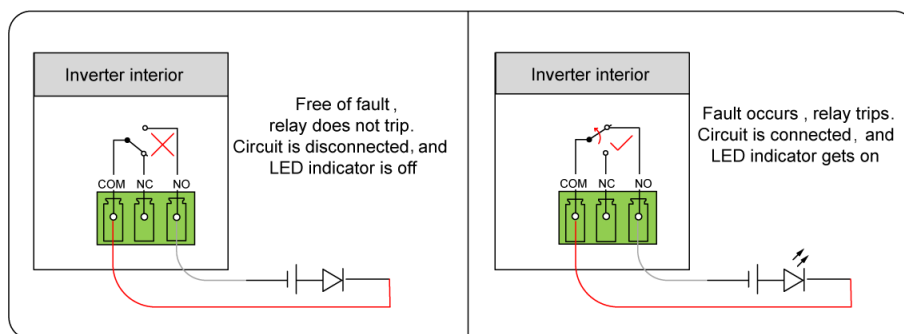 Inverter interior
Free of fault ,
relay does not trip.
Circuit is disconnected, and
LED indicator is off
COM NC NO
Inverter interior
Fault occurs , relay trips.
Circuit is connected, and
LED indicator gets on
COM NC NO